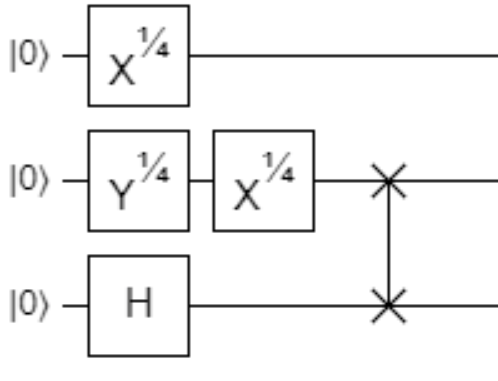 |0⟩ X^¼
|0⟩ Y^¼ X^¼
|0⟩ H